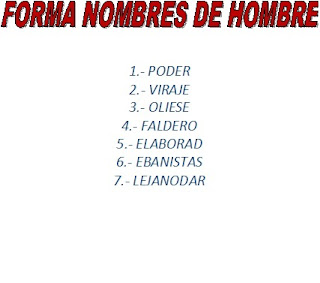 FORMA NOMBRES DE HOMBRE
1.- PODER
2.- VIRAJE
3.- OLIESE
4.- FALDERO
5.- ELABORAD
6.- EBANISTAS
7.- LEJANODAR